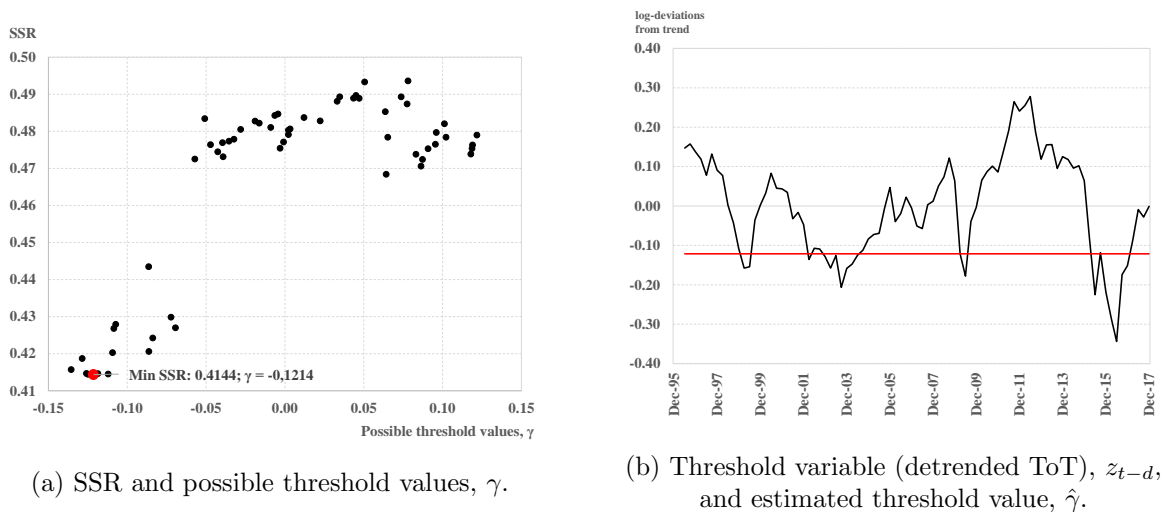 SSR
0.50
0.49
0.48
0.47
0.46
0.45
0.44
0.43
0.42
0.41
Min SSR: 0.4144; γ = -0,1214
-0.15 -0.10 -0.05 0.00 0.05 0.10 0.15
Possible threshold values, γ
(a) SSR and possible threshold values, γ.
log-deviations
from trend
0.40
0.30
0.20
0.10
0.00
-0.10
-0.20
-0.30
-0.40
Dec-95 Dec-97 Dec-99 Dec-01 Dec-03 Dec-05 Dec-07 Dec-09 Dec-11 Dec-13 Dec-15 Dec-17
(b) Threshold variable (detrended ToT), z_{t−d},
and estimated threshold value, γ̂.